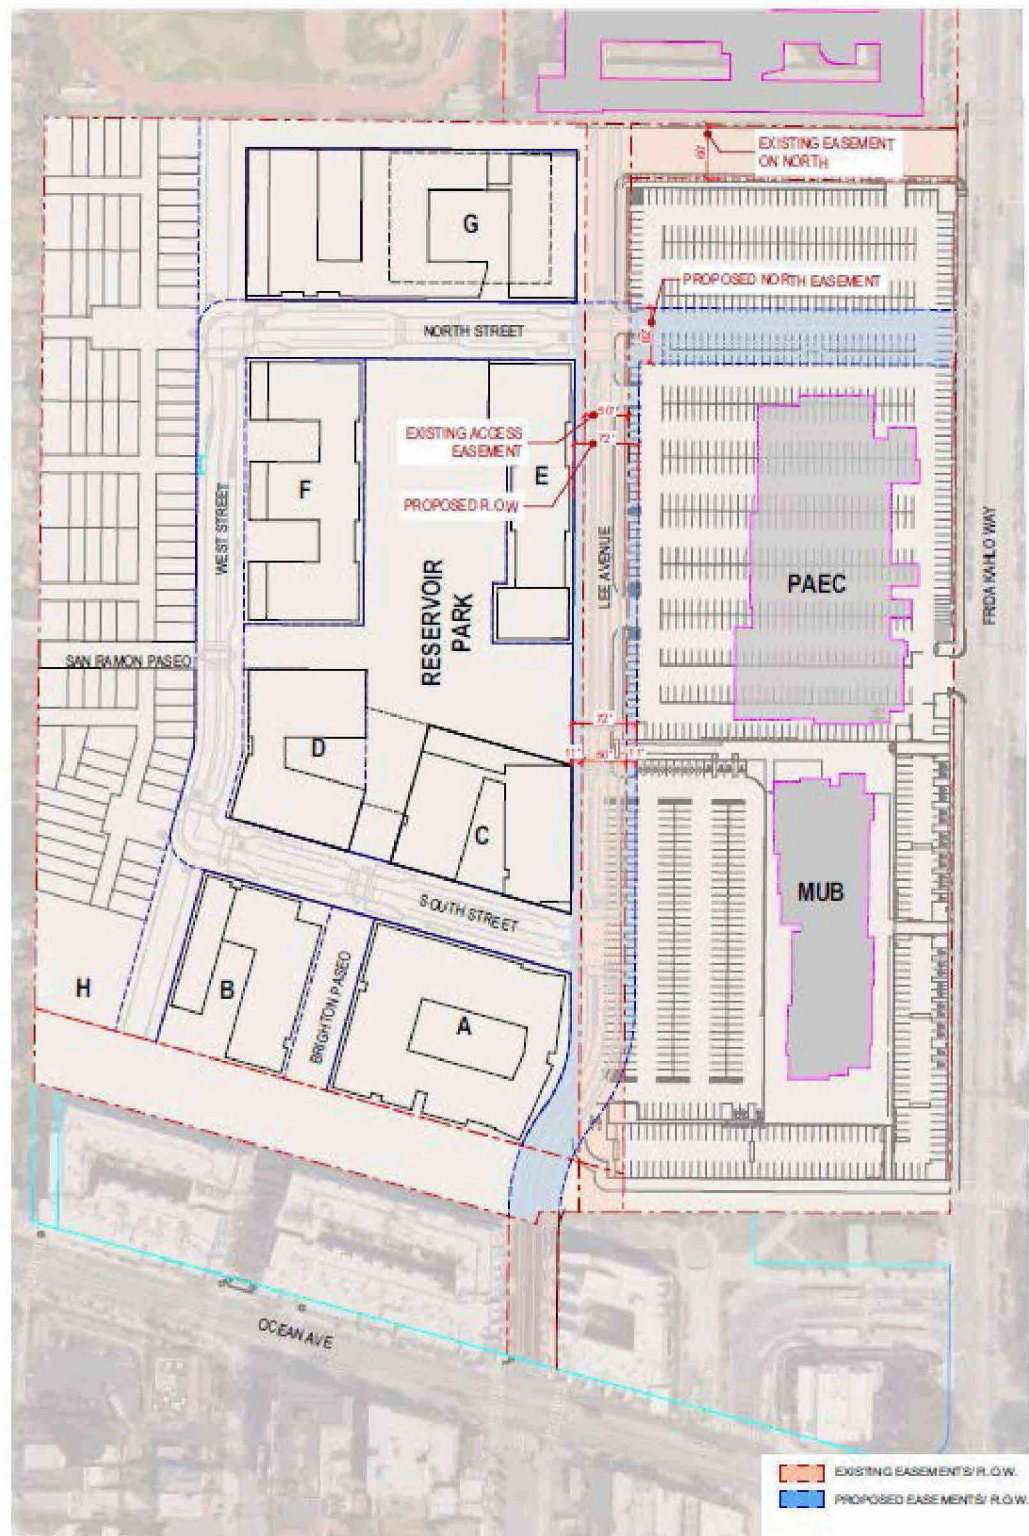 EXISTING EASEMENT
ON NORTH
60'
G
PROPOSED NORTH EASEMENT
NORTH STREET
62'
EXISTING ACCESS
EASEMENT
50'
72'
PROPOSED R.O.W
F
E
WEST STREET
LEE AVENUE
RESERVOIR
PARK
PAEC
FRIDA KAHLO WAY
SAN RAMON PASEO
72'
11'
50'
11'
D
C
MUB
SOUTH STREET
H
B
BRIGHTON PASEO
A
OCEAN AVE
EXISTING EASEMENTS/ R.O.W.
PROPOSED EASEMENTS/ R.O.W.